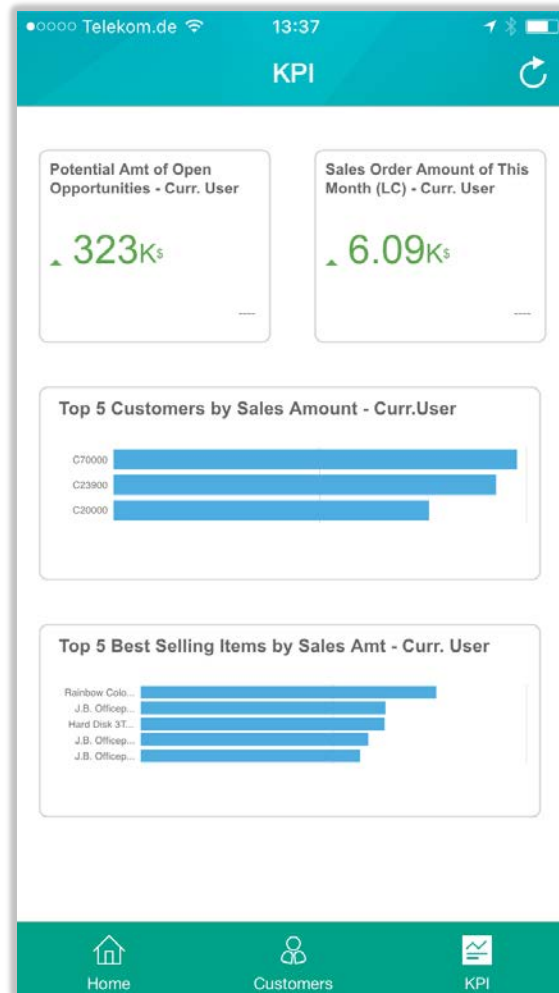 Telekom.de 13:37
KPI
Potential Amt of Open
Opportunities - Curr. User
323K$
----
Sales Order Amount of This
Month (LC) - Curr. User
6.09K$
----
Top 5 Customers by Sales Amount - Curr.User
C70000
C23900
C20000
Top 5 Best Selling Items by Sales Amt - Curr. User
Rainbow Colo...
J.B. Officep...
Hard Disk 3T...
J.B. Officep...
J.B. Officep...
Home Customers KPI